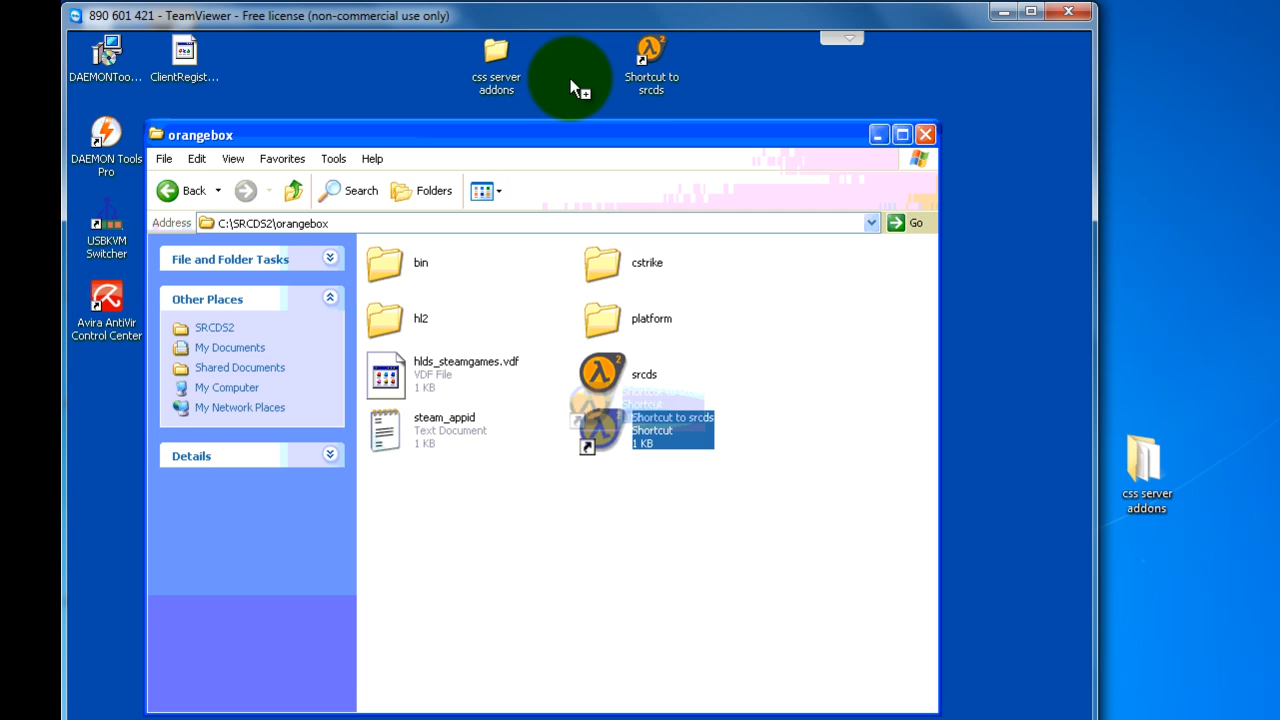 890 601 421 - TeamViewer - Free license (non-commercial use only)
DAEMONToo...
ClientRegist...
css server
addons
Shortcut to
srcds
DAEMON Tools
Pro
USBKVM
Switcher
Avira AntiVir
Control Center
orangebox
File Edit View Favorites Tools Help
Back Search Folders
Address C:\SRCDS2\orangebox Go
File and Folder Tasks
Other Places
SRCDS2
My Documents
Shared Documents
My Computer
My Network Places
Details
bin
cstrike
hl2
platform
hlds_steamgames.vdf
VDF File
1 KB
srcds
steam_appid
Text Document
1 KB
Shortcut to srcds
Shortcut
Shortcut to srcds
Shortcut
1 KB
css server
addons